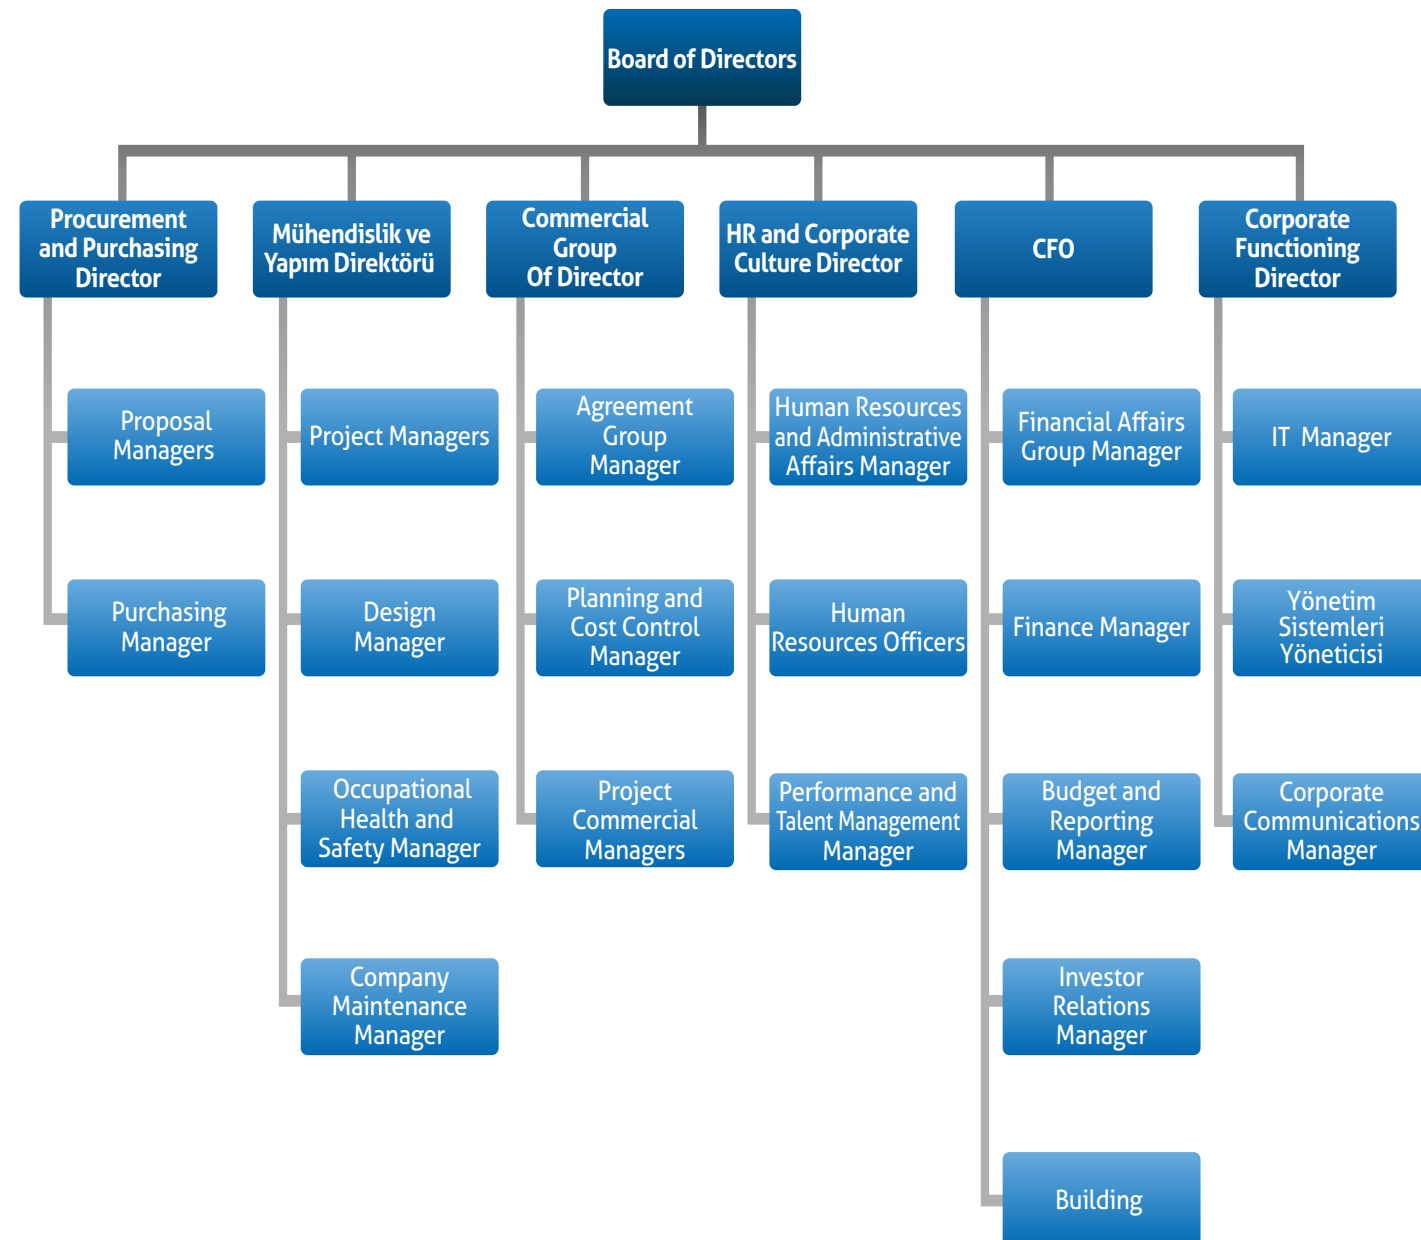 Board of Directors
Procurement
and Purchasing
Director
Mühendislik ve
Yapım Direktörü
Commercial
Group
Of Director
HR and Corporate
Culture Director
CFO
Corporate
Functioning
Director
Proposal
Managers
Project Managers
Agreement
Group
Manager
Human Resources
and Administrative
Affairs Manager
Financial Affairs
Group Manager
IT Manager
Purchasing
Manager
Design
Manager
Planning and
Cost Control
Manager
Human
Resources Officers
Finance Manager
Yönetim
Sistemleri
Yöneticisi
Occupational
Health and
Safety Manager
Project
Commercial
Managers
Performance and
Talent Management
Manager
Budget and
Reporting
Manager
Corporate
Communications
Manager
Company
Maintenance
Manager
Investor
Relations
Manager
Building